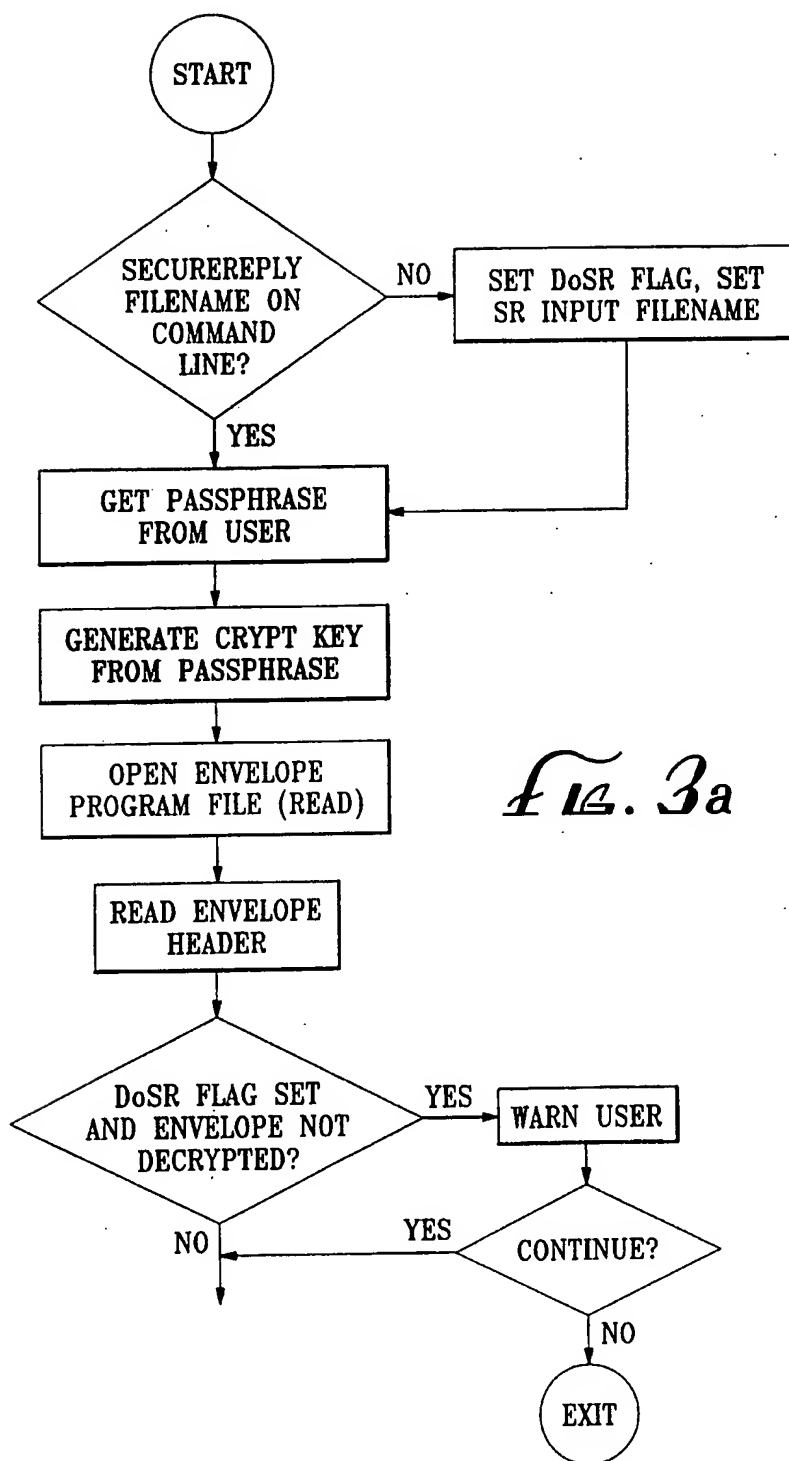 START
SECUREREPLY
FILENAME ON
COMMAND
LINE?
NO
SET DoSR FLAG, SET
SR INPUT FILENAME
YES
GET PASSPHRASE
FROM USER
GENERATE CRYPT KEY
FROM PASSPHRASE
OPEN ENVELOPE
PROGRAM FILE (READ)
FIG. 3a
READ ENVELOPE
HEADER
DoSR FLAG SET
AND ENVELOPE NOT
DECRYPTED?
YES
WARN USER
NO
YES
CONTINUE?
NO
EXIT